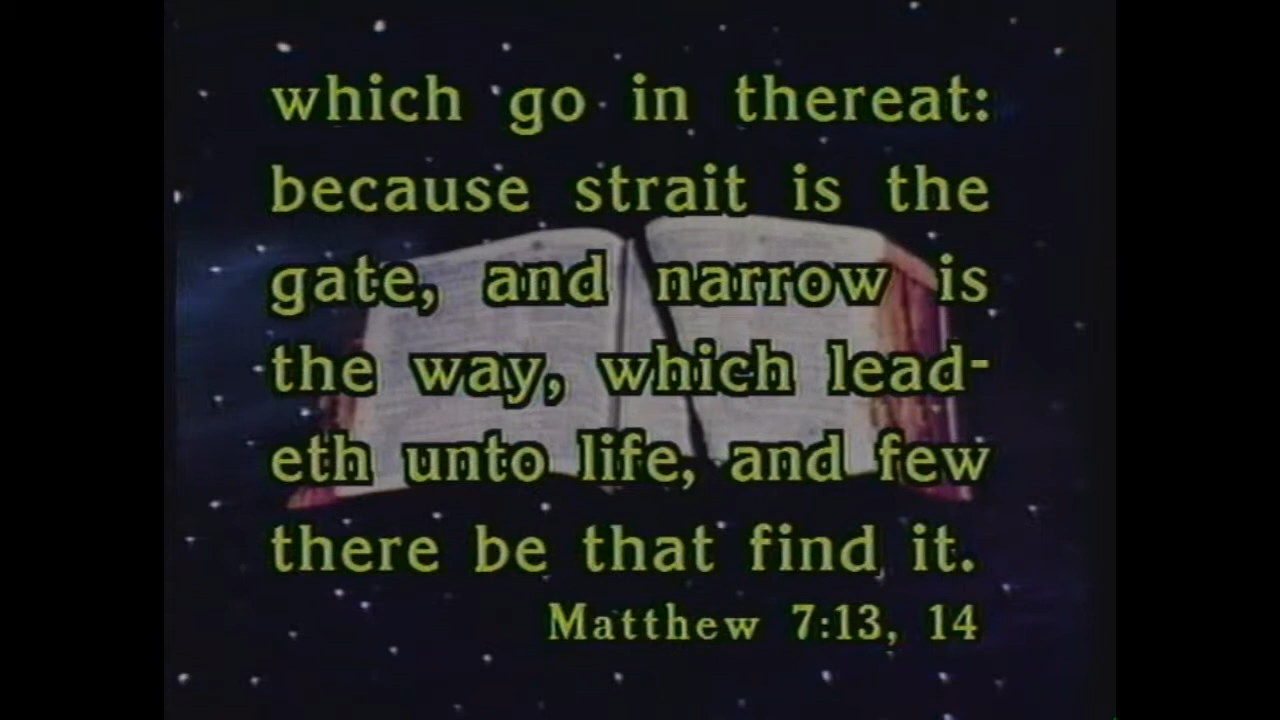 which go in thereat:
because strait is the
gate, and narrow is
the way, which lead-
eth unto life, and few
there be that find it.
Matthew 7:13, 14